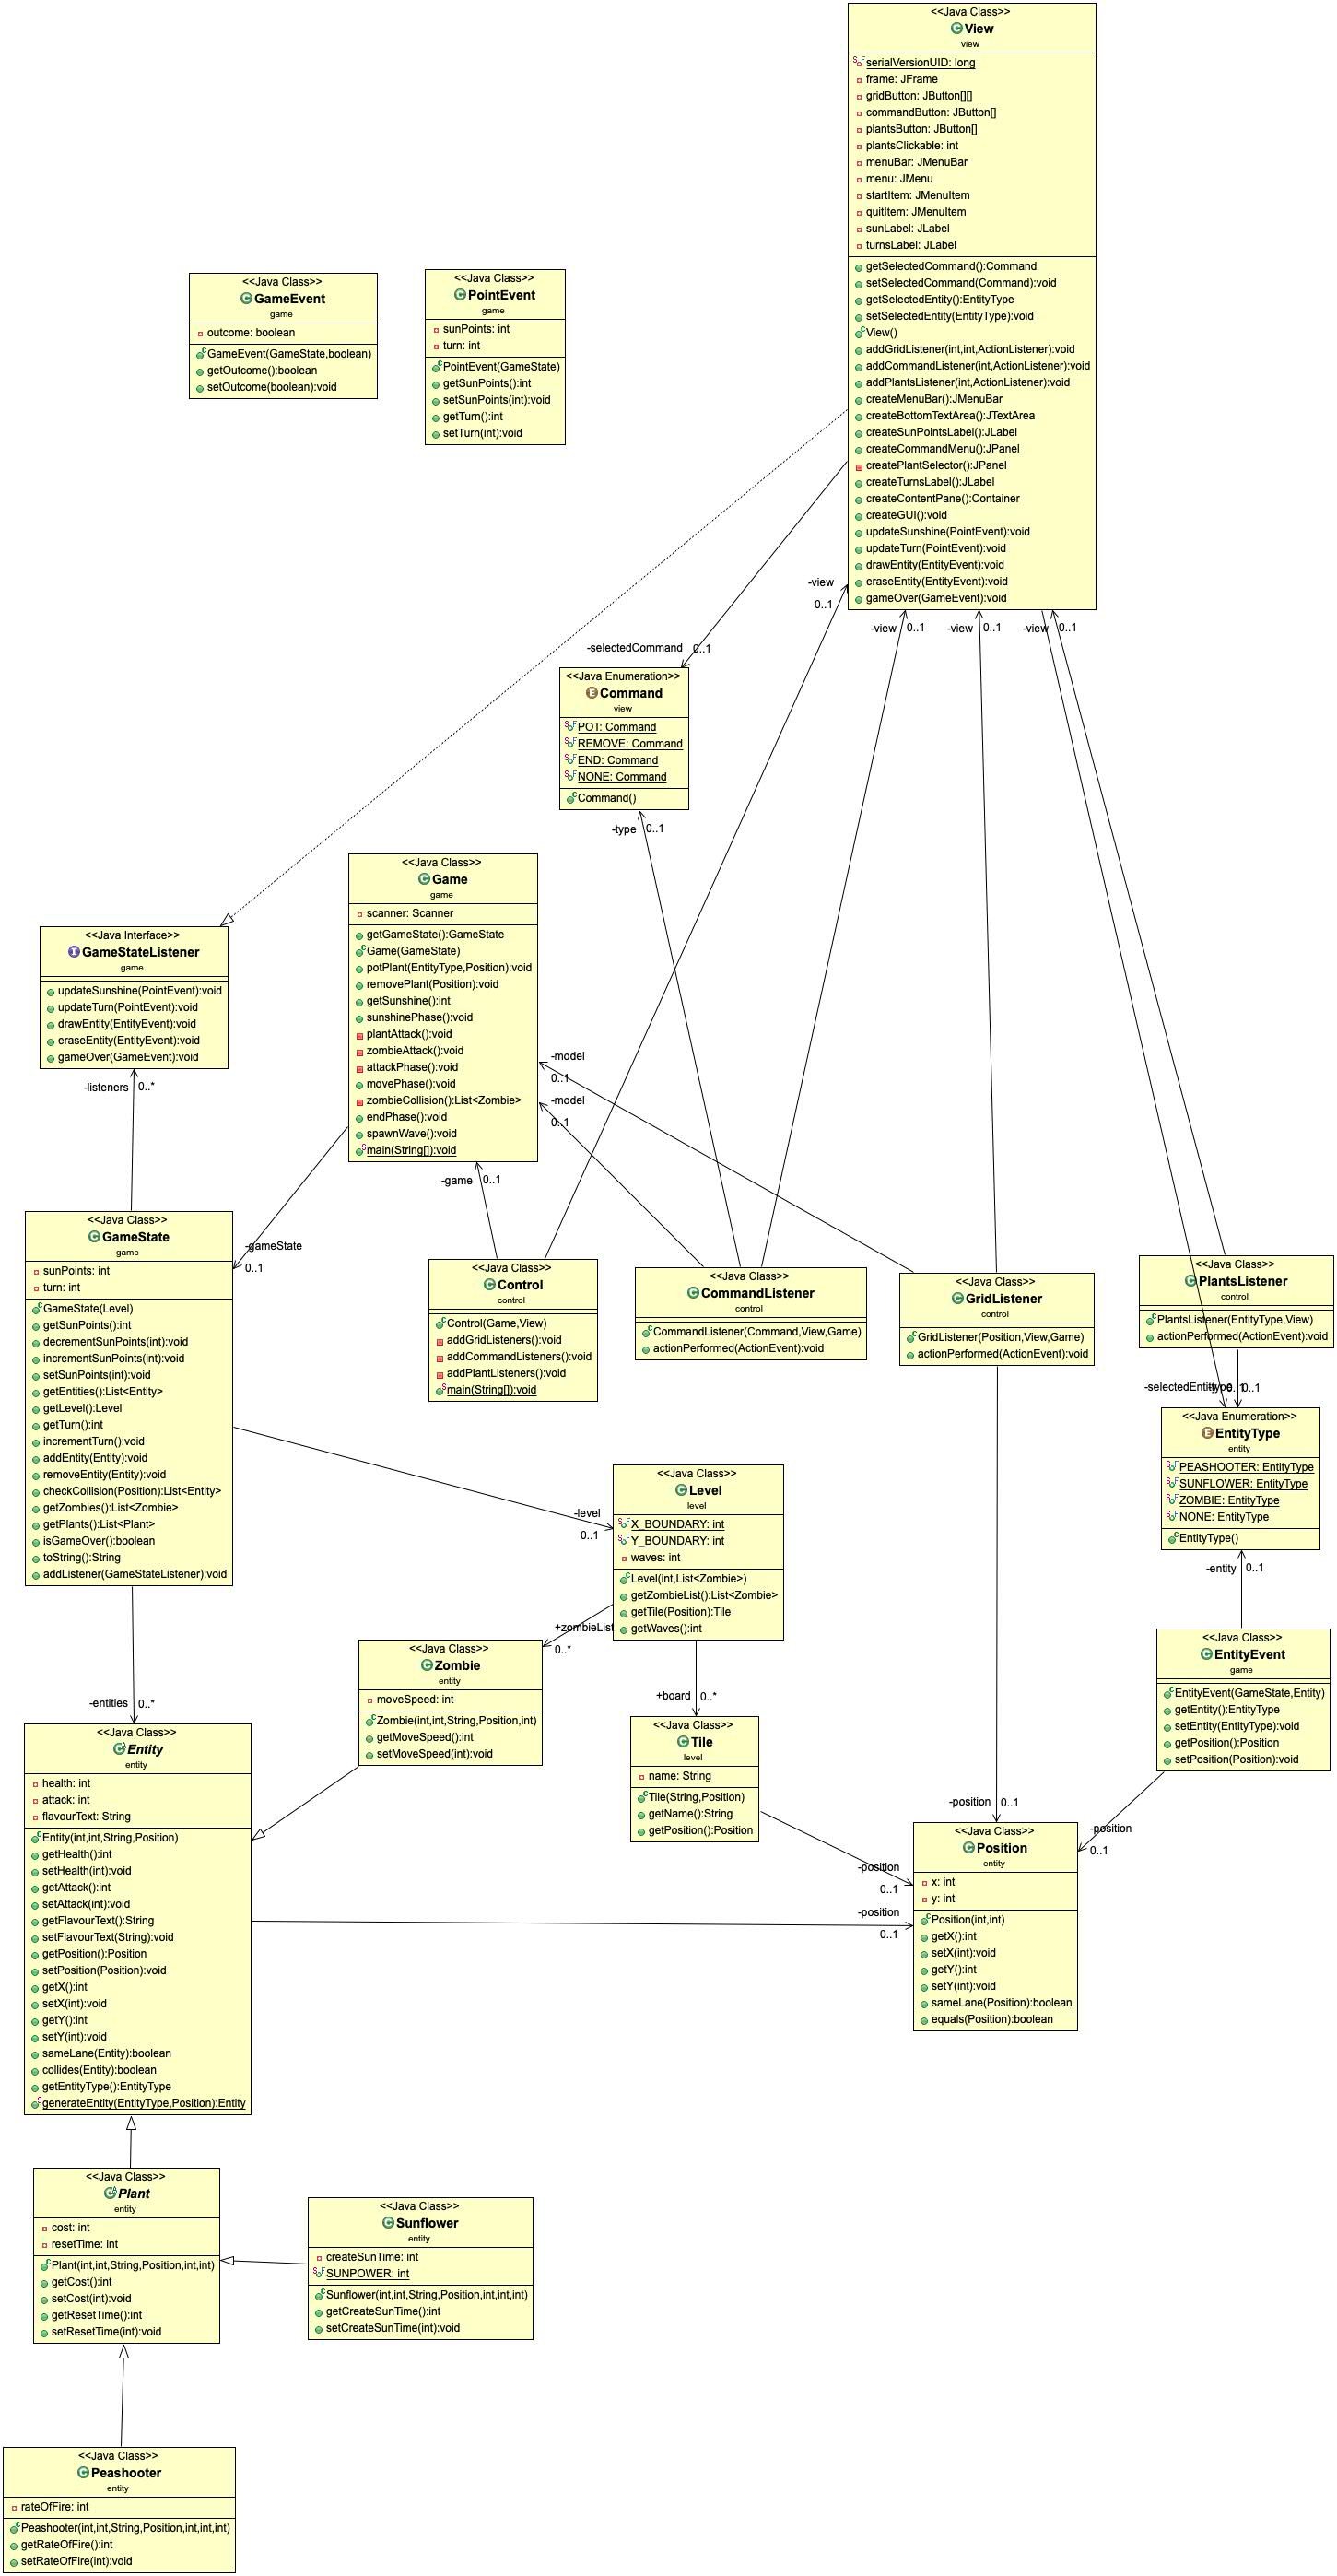 <<Java Class>>
View
view
serialVersionUID: long
frame: JFrame
gridButton: JButton[][]
commandButton: JButton[]
plantsButton: JButton[]
plantsClickable: int
menuBar: JMenuBar
menu: JMenu
startItem: JMenuItem
quitItem: JMenuItem
sunLabel: JLabel
turnsLabel: JLabel
getSelectedCommand():Command
setSelectedCommand(Command):void
getSelectedEntity():EntityType
setSelectedEntity(EntityType):void
View()
addGridListener(int,int,ActionListener):void
addCommandListener(int,ActionListener):void
addPlantsListener(int,ActionListener):void
createMenuBar():JMenuBar
createBottomTextArea():JTextArea
createSunPointsLabel():JLabel
createCommandMenu():JPanel
createPlantSelector():JPanel
createTurnsLabel():JLabel
createContentPane():Container
createGUI():void
updateSunshine(PointEvent):void
updateTurn(PointEvent):void
drawEntity(EntityEvent):void
eraseEntity(EntityEvent):void
gameOver(GameEvent):void
<<Java Class>>
GameEvent
game
outcome: boolean
GameEvent(GameState,boolean)
getOutcome():boolean
setOutcome(boolean):void
<<Java Class>>
PointEvent
game
sunPoints: int
turn: int
PointEvent(GameState)
getSunPoints():int
setSunPoints(int):void
getTurn():int
setTurn(int):void
-view
0..1
-view 0..1
-view 0..1
-view 0..1
-selectedCommand 0..1
<<Java Enumeration>>
Command
view
POT: Command
REMOVE: Command
END: Command
NONE: Command
Command()
-type 0..1
<<Java Class>>
Game
game
scanner: Scanner
getGameState():GameState
Game(GameState)
potPlant(EntityType,Position):void
removePlant(Position):void
getSunshine():int
sunshinePhase():void
plantAttack():void
zombieAttack():void
attackPhase():void
movePhase():void
zombieCollision():List<Zombie>
endPhase():void
spawnWave():void
main(String[]):void
<<Java Interface>>
GameStateListener
game
updateSunshine(PointEvent):void
updateTurn(PointEvent):void
drawEntity(EntityEvent):void
eraseEntity(EntityEvent):void
gameOver(GameEvent):void
-listeners 0..*
-model
0..1
-model
0..1
-game 0..1
-gameState
0..1
<<Java Class>>
GameState
game
sunPoints: int
turn: int
GameState(Level)
getSunPoints():int
decrementSunPoints(int):void
incrementSunPoints(int):void
setSunPoints(int):void
getEntities():List<Entity>
getLevel():Level
getTurn():int
incrementTurn():void
addEntity(Entity):void
removeEntity(Entity):void
checkCollision(Position):List<Entity>
getZombies():List<Zombie>
getPlants():List<Plant>
isGameOver():boolean
toString():String
addListener(GameStateListener):void
<<Java Class>>
Control
control
Control(Game,View)
addGridListeners():void
addCommandListeners():void
addPlantListeners():void
main(String[]):void
<<Java Class>>
CommandListener
control
CommandListener(Command,View,Game)
actionPerformed(ActionEvent):void
<<Java Class>>
GridListener
control
GridListener(Position,View,Game)
actionPerformed(ActionEvent):void
<<Java Class>>
PlantsListener
control
PlantsListener(EntityType,View)
actionPerformed(ActionEvent):void
-selectedEntity 0..1
<<Java Enumeration>>
EntityType
entity
PEASHOOTER: EntityType
SUNFLOWER: EntityType
ZOMBIE: EntityType
NONE: EntityType
EntityType()
-entity 0..1
-level
0..1
<<Java Class>>
Level
level
X_BOUNDARY: int
Y_BOUNDARY: int
waves: int
Level(int,List<Zombie>)
getZombieList():List<Zombie>
getTile(Position):Tile
getWaves():int
+zombieList
0..*
+board 0..*
<<Java Class>>
Zombie
entity
moveSpeed: int
Zombie(int,int,String,Position,int)
getMoveSpeed():int
setMoveSpeed(int):void
<<Java Class>>
EntityEvent
game
EntityEvent(GameState,Entity)
getEntity():EntityType
setEntity(EntityType):void
getPosition():Position
setPosition(Position):void
-entities 0..*
<<Java Class>>
Entity
entity
health: int
attack: int
flavourText: String
Entity(int,int,String,Position)
getHealth():int
setHealth(int):void
getAttack():int
setAttack(int):void
getFlavourText():String
setFlavourText(String):void
getPosition():Position
setPosition(Position):void
getX():int
setX(int):void
getY():int
setY(int):void
sameLane(Entity):boolean
collides(Entity):boolean
getEntityType():EntityType
generateEntity(EntityType,Position):Entity
<<Java Class>>
Tile
level
name: String
Tile(String,Position)
getName():String
getPosition():Position
-position 0..1
-position
0..1
-position
0..1
-position
0..1
<<Java Class>>
Position
entity
x: int
y: int
Position(int,int)
getX():int
setX(int):void
getY():int
setY(int):void
sameLane(Position):boolean
equals(Position):boolean
<<Java Class>>
Plant
entity
cost: int
resetTime: int
Plant(int,int,String,Position,int,int)
getCost():int
setCost(int):void
getResetTime():int
setResetTime(int):void
<<Java Class>>
Sunflower
entity
createSunTime: int
SUNPOWER: int
Sunflower(int,int,String,Position,int,int,int)
getCreateSunTime():int
setCreateSunTime(int):void
<<Java Class>>
Peashooter
entity
rateOfFire: int
Peashooter(int,int,String,Position,int,int,int)
getRateOfFire():int
setRateOfFire(int):void